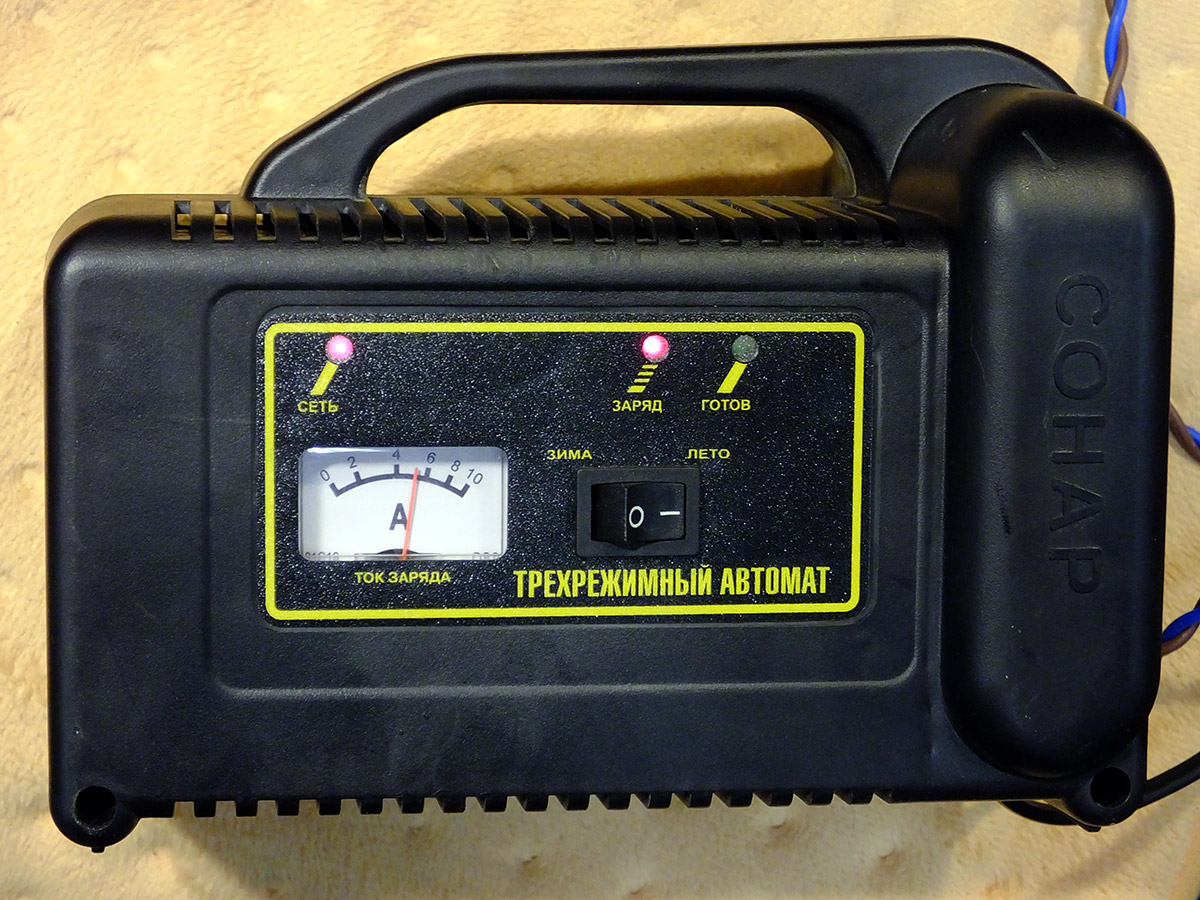 СЕТЬ
ЗАРЯД
ГОТОВ
0 2 4 6 8 10
А
ТОК ЗАРЯДА
ЗИМА
ЛЕТО
ТРЕХРЕЖИМНЫЙ АВТОМАТ
СОНАР